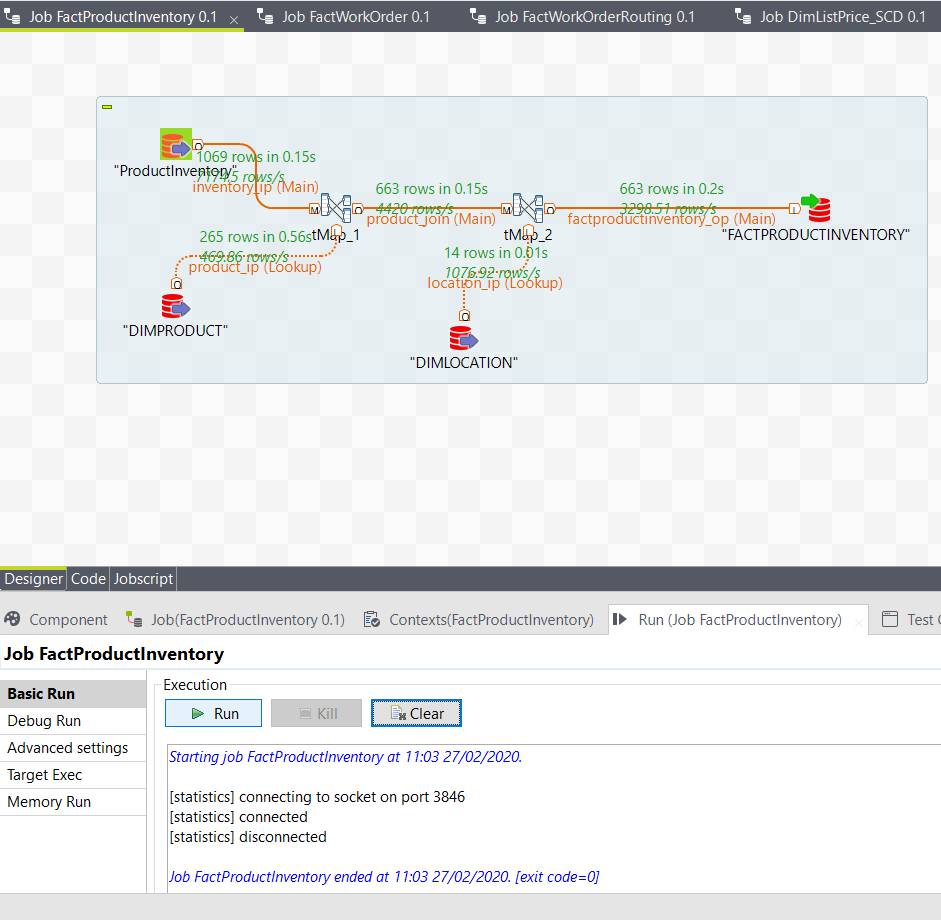 Job FactProductInventory 0.1
Job FactWorkOrder 0.1
Job FactWorkOrderRouting 0.1
Job DimListPrice_SCD 0.1
"ProductInventory"
1069 rows in 0.15s
7174.5 rows/s
inventory_ip (Main)
tMap_1
663 rows in 0.15s
4420 rows/s
product_join (Main)
tMap_2
663 rows in 0.2s
3298.51 rows/s
factproductinventory_op (Main)
"FACTPRODUCTINVENTORY"
265 rows in 0.56s
469.86 rows/s
product_ip (Lookup)
"DIMPRODUCT"
14 rows in 0.01s
1076.92 rows/s
location_ip (Lookup)
"DIMLOCATION"
Designer Code Jobscript
Component Job(FactProductInventory 0.1) Contexts(FactProductInventory) Run (Job FactProductInventory) Test
Job FactProductInventory
Basic Run
Debug Run
Advanced settings
Target Exec
Memory Run
Execution
Run Kill Clear
Starting job FactProductInventory at 11:03 27/02/2020.
[statistics] connecting to socket on port 3846
[statistics] connected
[statistics] disconnected
Job FactProductInventory ended at 11:03 27/02/2020. [exit code=0]